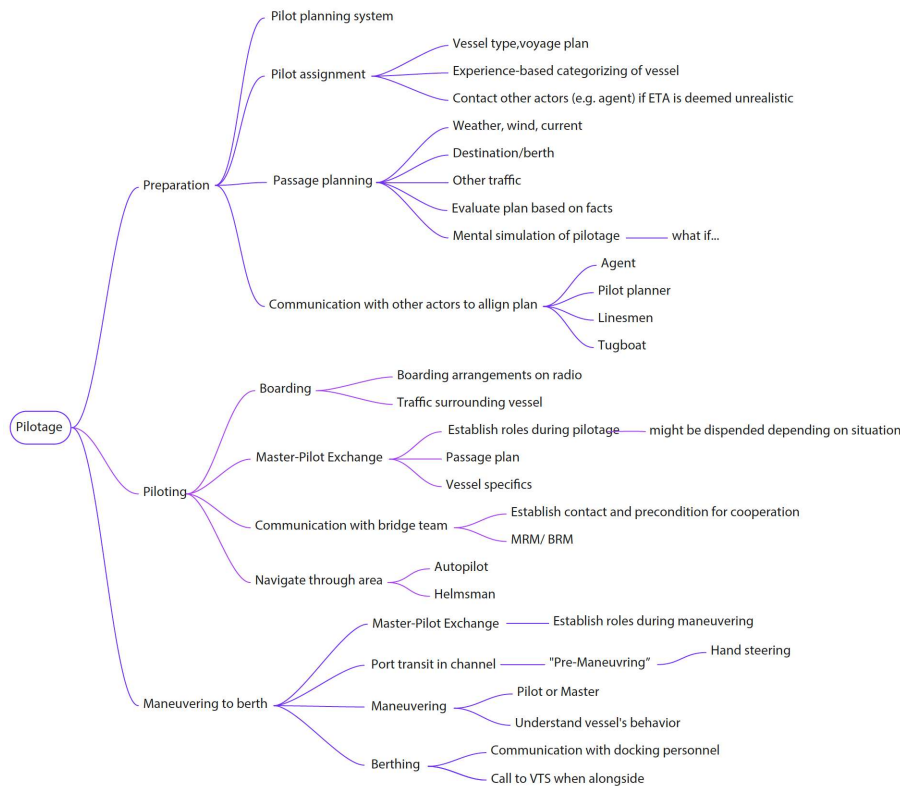 Pilotage
Preparation
Pilot planning system
Pilot assignment
Vessel type,voyage plan
Experience-based categorizing of vessel
Contact other actors (e.g. agent) if ETA is deemed unrealistic
Passage planning
Weather, wind, current
Destination/berth
Other traffic
Evaluate plan based on facts
Mental simulation of pilotage
what if...
Communication with other actors to allign plan
Agent
Pilot planner
Linesmen
Tugboat
Piloting
Boarding
Boarding arrangements on radio
Traffic surrounding vessel
Master-Pilot Exchange
Establish roles during pilotage
might be dispended depending on situation
Passage plan
Vessel specifics
Communication with bridge team
Establish contact and precondition for cooperation
MRM/ BRM
Navigate through area
Autopilot
Helmsman
Maneuvering to berth
Master-Pilot Exchange
Establish roles during maneuvering
Port transit in channel
"Pre-Maneuvring”
Hand steering
Maneuvering
Pilot or Master
Understand vessel's behavior
Berthing
Communication with docking personnel
Call to VTS when alongside